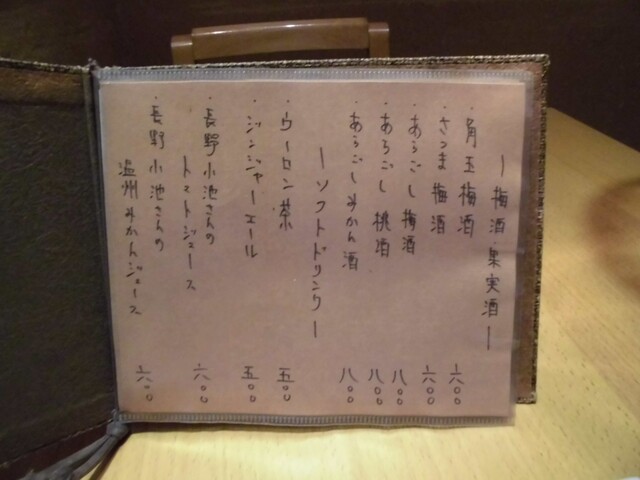 ー梅酒・果実酒ー
・角玉梅酒 六〇〇
・さつま梅酒 六〇〇
・あらごし梅酒 八〇〇
・あらごし桃酒 八〇〇
・あらごしみかん酒 八〇〇
ーソフトドリンクー
・ウーロン茶 五〇〇
・ジンジャーエール 五〇〇
・長野小池さんの
トマトジュース 六〇〇
・長野小池さんの
温州みかんジュース 六〇〇